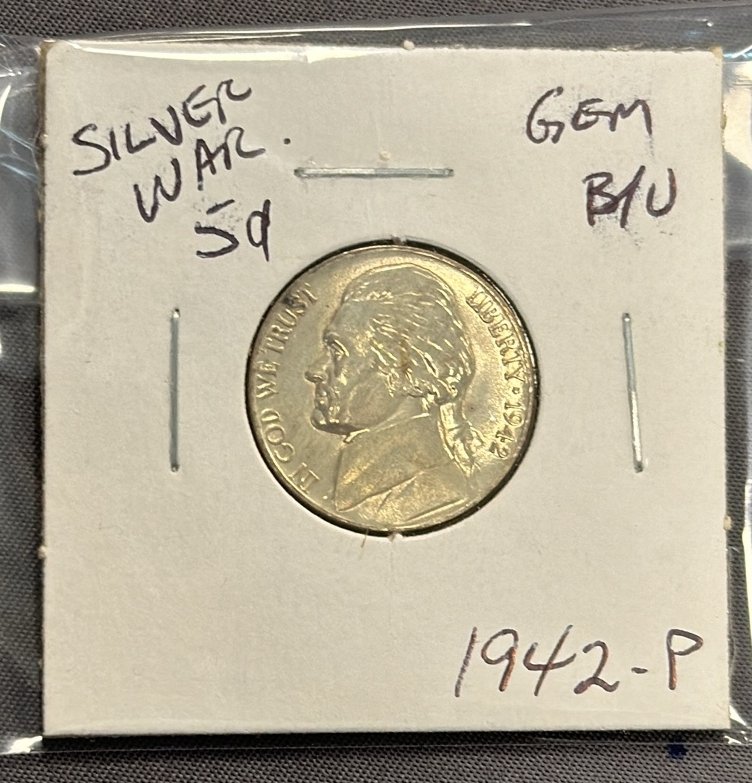 SILVER
WAR.
5¢
GEM
B/U
IN GOD WE TRUST
LIBERTY • 1942
1942-P